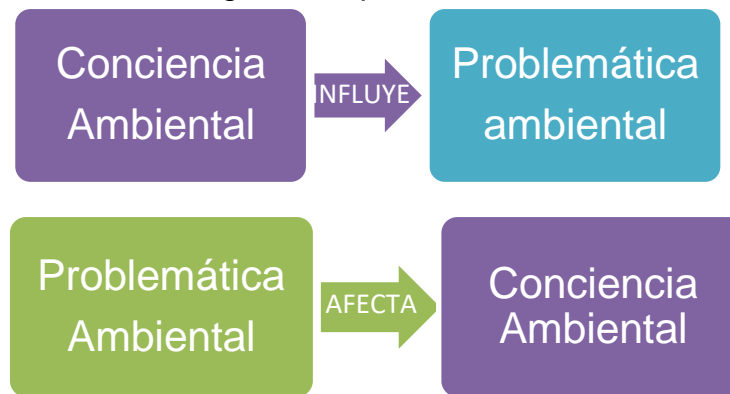 Conciencia
Ambiental
INFLUYE
Problemática
ambiental
Problemática
Ambiental
AFECTA
Conciencia
Ambiental